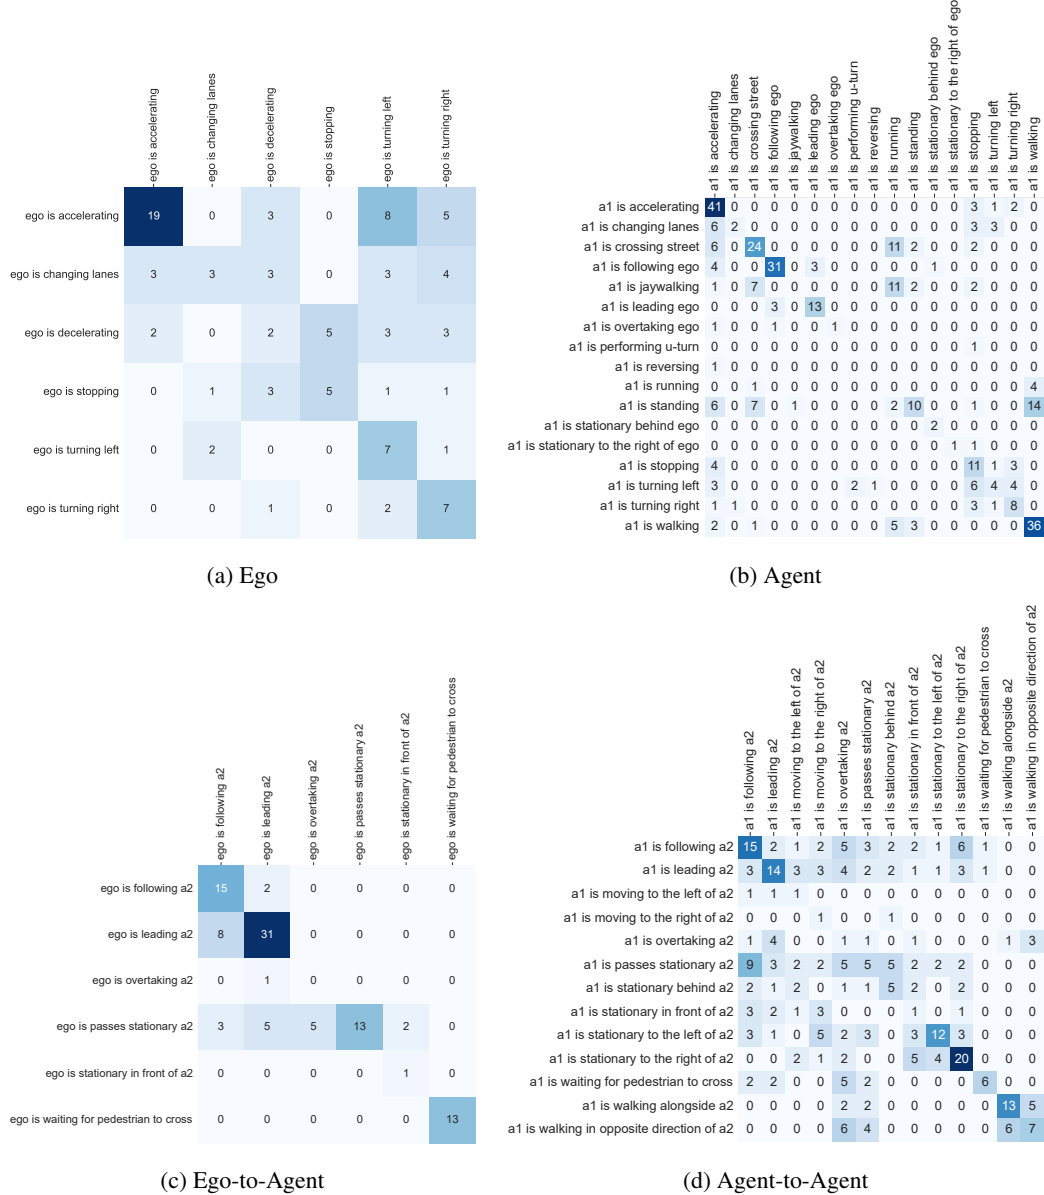 ego is accelerating
ego is changing lanes
ego is decelerating
ego is stopping
ego is turning left
ego is turning right
ego is accelerating 19 0 3 0 8 5
ego is changing lanes 3 3 3 0 3 4
ego is decelerating 2 0 2 5 3 3
ego is stopping 0 1 3 5 1 1
ego is turning left 0 2 0 0 7 1
ego is turning right 0 0 1 0 2 7
(a) Ego
a1 is accelerating
a1 is changing lanes
a1 is crossing street
a1 is following ego
a1 is jaywalking
a1 is leading ego
a1 is overtaking ego
a1 is performing u-turn
a1 is reversing
a1 is running
a1 is standing
a1 is stationary behind ego
a1 is stationary to the right of ego
a1 is stopping
a1 is turning left
a1 is turning right
a1 is walking
a1 is accelerating 41 0 0 0 0 0 0 0 0 0 0 0 0 3 1 2 0
a1 is changing lanes 6 2 0 0 0 0 0 0 0 0 0 0 0 3 3 0 0
a1 is crossing street 6 0 24 0 0 0 0 0 0 11 2 0 0 2 0 0 0
a1 is following ego 4 0 0 31 0 3 0 0 0 0 0 1 0 0 0 0 0
a1 is jaywalking 1 0 7 0 0 0 0 0 0 11 2 0 0 2 0 0 0
a1 is leading ego 0 0 0 3 0 13 0 0 0 0 0 0 0 0 0 0 0
a1 is overtaking ego 1 0 0 1 0 0 1 0 0 0 0 0 0 0 0 0 0
a1 is performing u-turn 0 0 0 0 0 0 0 0 0 0 0 0 0 1 0 0 0
a1 is reversing 1 0 0 0 0 0 0 0 0 0 0 0 0 0 0 0 0
a1 is running 0 0 1 0 0 0 0 0 0 0 0 0 0 0 0 0 4
a1 is standing 6 0 7 0 1 0 0 0 0 2 10 0 0 1 0 0 14
a1 is stationary behind ego 0 0 0 0 0 0 0 0 0 0 0 2 0 0 0 0 0
a1 is stationary to the right of ego 0 0 0 0 0 0 0 0 0 0 0 0 1 1 0 0 0
a1 is stopping 4 0 0 0 0 0 0 0 0 0 0 0 0 11 1 3 0
a1 is turning left 3 0 0 0 0 0 0 2 1 0 0 0 0 6 4 4 0
a1 is turning right 1 1 0 0 0 0 0 0 0 0 0 0 0 3 1 8 0
a1 is walking 2 0 1 0 0 0 0 0 0 5 3 0 0 0 0 0 36
(b) Agent
ego is following a2
ego is leading a2
ego is overtaking a2
ego is passes stationary a2
ego is stationary in front of a2
ego is waiting for pedestrian to cross
ego is following a2 15 2 0 0 0 0
ego is leading a2 8 31 0 0 0 0
ego is overtaking a2 0 1 0 0 0 0
ego is passes stationary a2 3 5 5 13 2 0
ego is stationary in front of a2 0 0 0 0 1 0
ego is waiting for pedestrian to cross 0 0 0 0 0 13
(c) Ego-to-Agent
a1 is following a2
a1 is leading a2
a1 is moving to the left of a2
a1 is moving to the right of a2
a1 is overtaking a2
a1 is passes stationary a2
a1 is stationary behind a2
a1 is stationary in front of a2
a1 is stationary to the left of a2
a1 is stationary to the right of a2
a1 is waiting for pedestrian to cross
a1 is walking alongside a2
a1 is walking in opposite direction of a2
a1 is following a2 15 2 1 2 5 3 2 2 1 6 1 0 0
a1 is leading a2 3 14 3 3 4 2 2 1 1 3 1 0 0
a1 is moving to the left of a2 1 1 1 0 0 0 0 0 0 0 0 0 0
a1 is moving to the right of a2 0 0 0 1 0 0 1 0 0 0 0 0 0
a1 is overtaking a2 1 4 0 0 1 1 0 1 0 0 0 1 3
a1 is passes stationary a2 9 3 2 2 5 5 5 2 2 2 0 0 0
a1 is stationary behind a2 2 1 2 0 1 1 5 2 0 2 0 0 0
a1 is stationary in front of a2 3 2 1 3 0 0 0 1 0 1 0 0 0
a1 is stationary to the left of a2 3 1 0 5 2 3 0 3 12 3 0 0 0
a1 is stationary to the right of a2 0 0 2 1 2 0 0 5 4 20 0 0 0
a1 is waiting for pedestrian to cross 2 2 0 0 5 2 0 0 0 0 6 0 0
a1 is walking alongside a2 0 0 0 0 2 2 0 0 0 0 0 13 5
a1 is walking in opposite direction of a2 0 0 0 0 6 4 0 0 0 0 0 6 7
(d) Agent-to-Agent